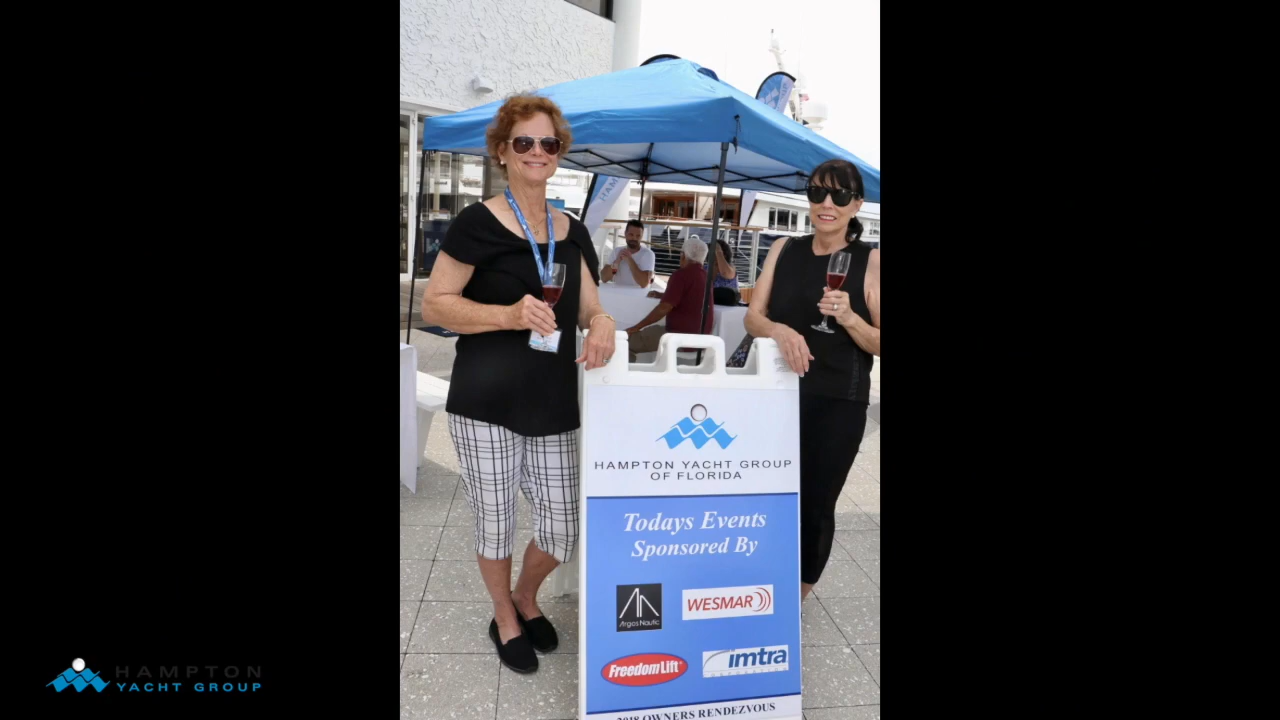 HAMPTON YACHT GROUP
OF FLORIDA
Todays Events
Sponsored By
Argos Nautic
WESMAR
FreedomLift
imtra
2018 OWNERS RENDEZVOUS
HAMPTON
YACHT GROUP